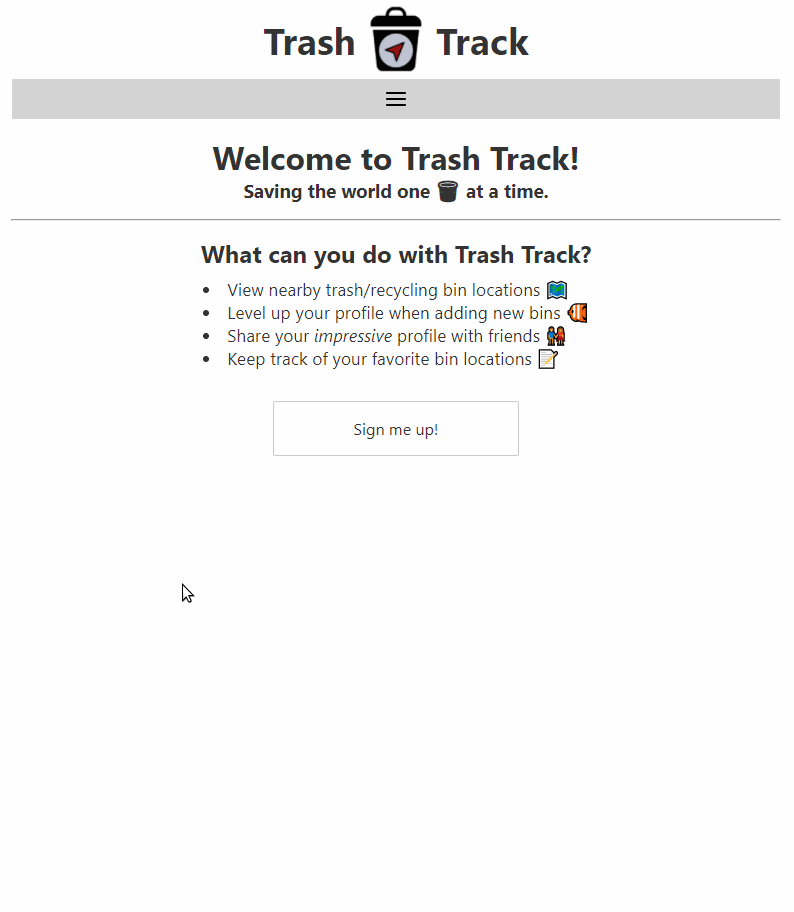 Trash Track
Welcome to Trash Track!
Saving the world one 🗑 at a time.
What can you do with Trash Track?
• View nearby trash/recycling bin locations 🗺
• Level up your profile when adding new bins 🐠
• Share your impressive profile with friends 👫
• Keep track of your favorite bin locations 📝
Sign me up!